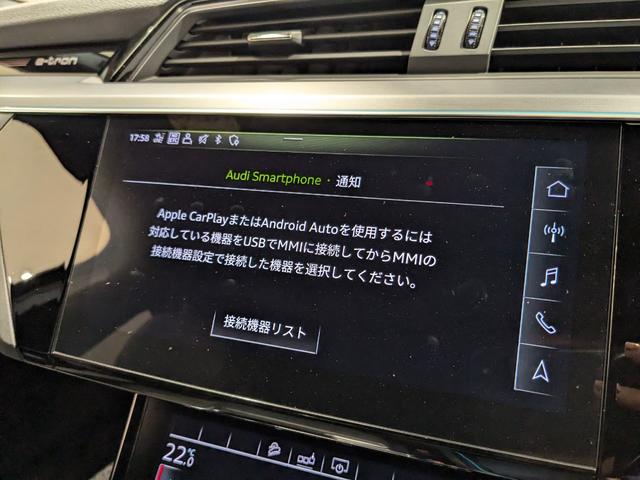 e-tron
17:58
Audi Smartphone · 通知
Apple CarPlayまたはAndroid Autoを使用するには
対応している機器をUSBでMMIに接続してからMMIの
接続機器設定で接続した機器を選択してください。
接続機器リスト
22.0°C